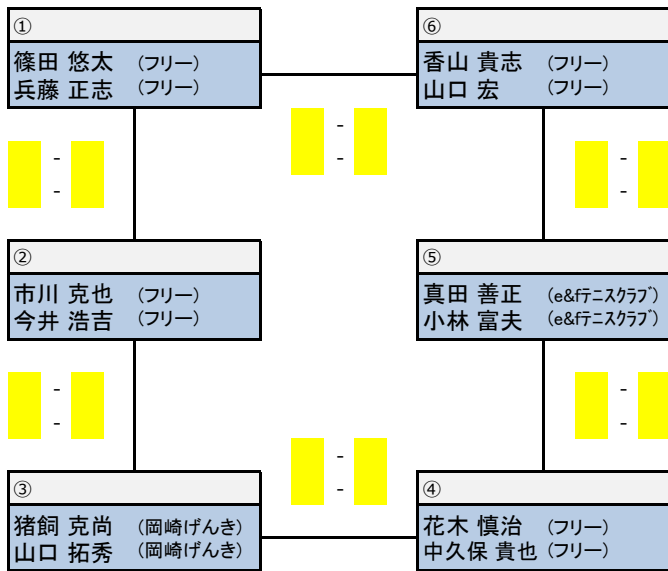 ①
篠田 悠太 (フリー)
兵藤 正志 (フリー)
⑥
香山 貴志 (フリー)
山口 宏 (フリー)
-
-
-
-
-
-
②
市川 克也 (フリー)
今井 浩吉 (フリー)
⑤
真田 善正 (e&fﾃﾆｽｸﾗﾌﾞ)
小林 富夫 (e&fﾃﾆｽｸﾗﾌﾞ)
-
-
-
-
-
-
③
猪飼 克尚 (岡崎げんき)
山口 拓秀 (岡崎げんき)
④
花木 慎治 (フリー)
中久保 貴也 (フリー)